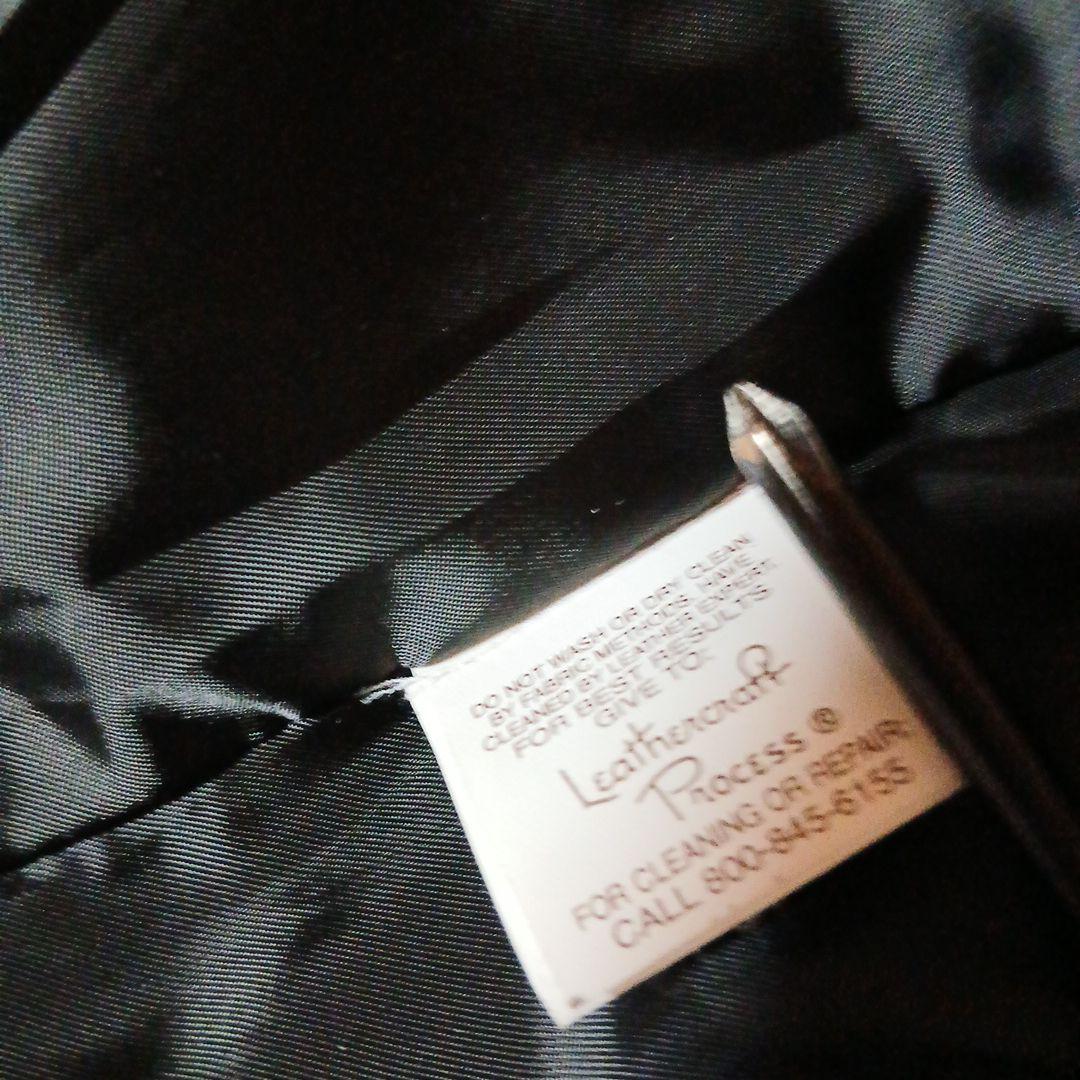 DO NOT WASH OR DRY CLEAN
BY FABRIC METHODS. HAVE
CLEANED BY LEATHER EXPERT.
FOR BEST RESULTS
GIVE TO:
Leathercraft
Process ®
FOR CLEANING OR REPAIR:
CALL 800-845-6155